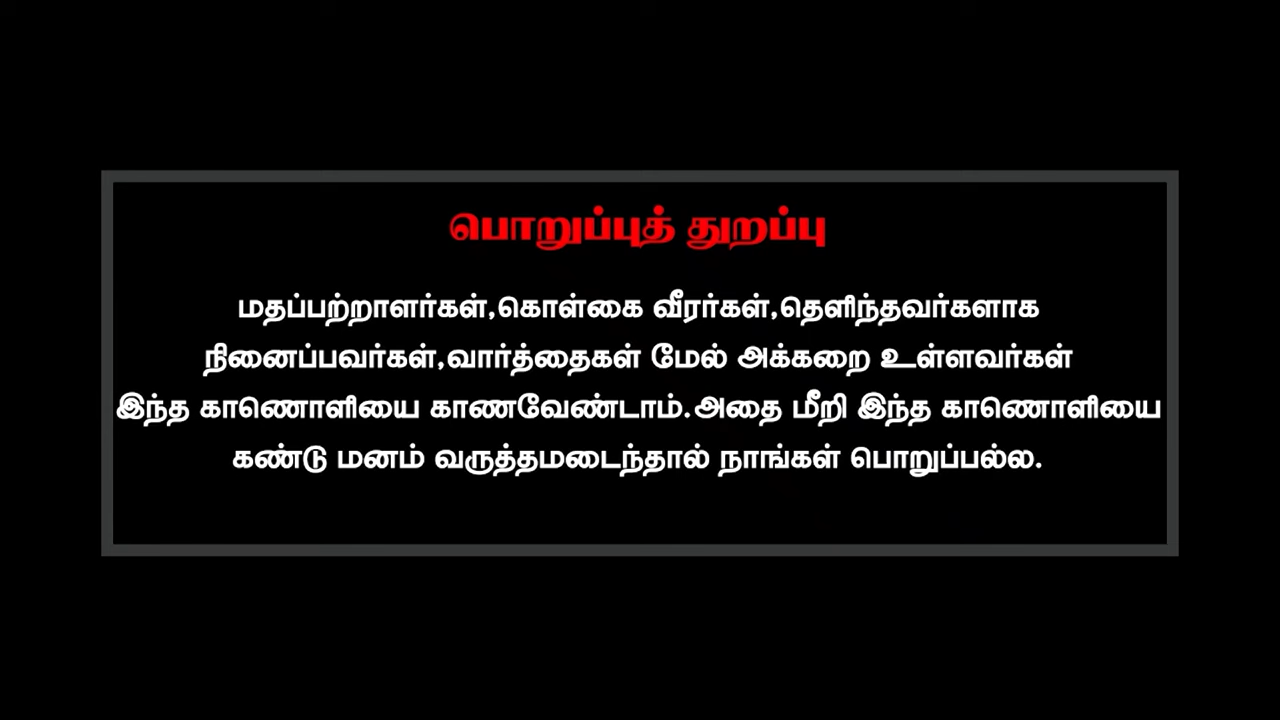 பொறுப்புத் துறப்பு
மதப்பற்றாளர்கள்,கொள்கை வீரர்கள்,தெளிந்தவர்களாக
நினைப்பவர்கள்,வார்த்தைகள் மேல் அக்கறை உள்ளவர்கள்
இந்த காணொளியை காணவேண்டாம்.அதை மீறி இந்த காணொளியை
கண்டு மனம் வருத்தமடைந்தால் நாங்கள் பொறுப்பல்ல.